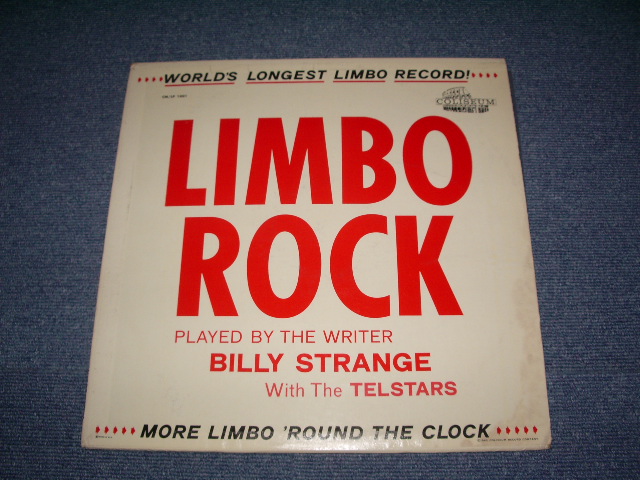 WORLD'S LONGEST LIMBO RECORD!
COLISEUM
LIMBO
ROCK
PLAYED BY THE WRITER
BILLY STRANGE
With The TELSTARS
MORE LIMBO 'ROUND THE CLOCK